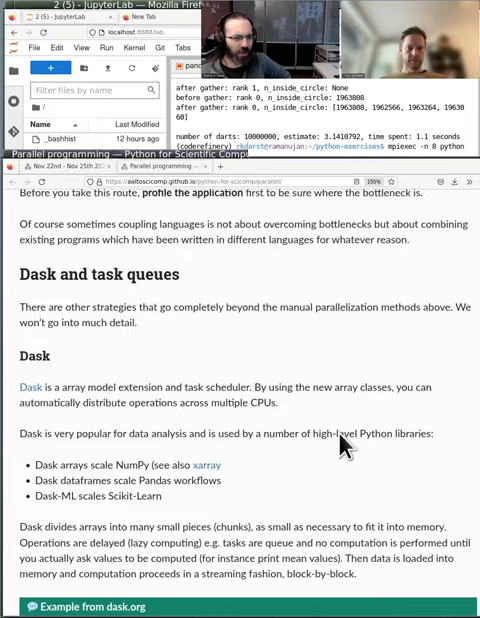 2 (5) - JupyterLab — Mozilla Firef
2 (5) - JupyterLab
New Tab
localhost:8888/lab
File Edit View Run Kernel Git Tabs
pand
Filter files by name
/
Name
Last Modified
_bashhist
12 hours ago
after gather: rank 1, n_inside_circle: None
before gather: rank 0, n_inside_circle: 1963808
after gather: rank 0, n_inside_circle: [1963808, 1962566, 1963264, 19630
60]
number of darts: 10000000, estimate: 3.1410792, time spent: 1.1 seconds
(coderefinery) rkdarst@ramanujan:~/python-exercises$ mpiexec -n 8 python
Parallel programming — Python for Scientific Comp
Nov 22nd - Nov 25th 202
Parallel programming —
https://aaltoscicomp.github.io/python-for-scicomp/parallel/
150%
Before you take this route, profile the application first to be sure where the bottleneck is.
Of course sometimes coupling languages is not about overcoming bottlenecks but about combining
existing programs which have been written in different languages for whatever reason.
Dask and task queues
There are other strategies that go completely beyond the manual parallelization methods above. We
won't go into much detail.
Dask
Dask is a array model extension and task scheduler. By using the new array classes, you can
automatically distribute operations across multiple CPUs.
Dask is very popular for data analysis and is used by a number of high-level Python libraries:
• Dask arrays scale NumPy (see also xarray
• Dask dataframes scale Pandas workflows
• Dask-ML scales Scikit-Learn
Dask divides arrays into many small pieces (chunks), as small as necessary to fit it into memory.
Operations are delayed (lazy computing) e.g. tasks are queue and no computation is performed until
you actually ask values to be computed (for instance print mean values). Then data is loaded into
memory and computation proceeds in a streaming fashion, block-by-block.
Example from dask.org